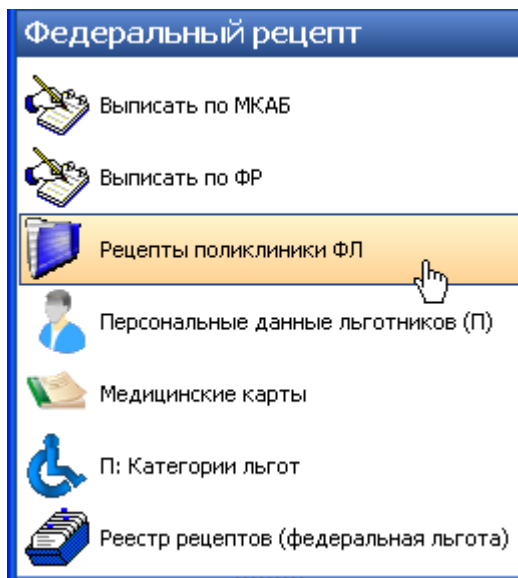 Федеральный рецепт
Выписать по МКАБ
Выписать по ФР
Рецепты поликлиники ФЛ
Персональные данные льготников (П)
Медицинские карты
П: Категории льгот
Реестр рецептов (федеральная льгота)